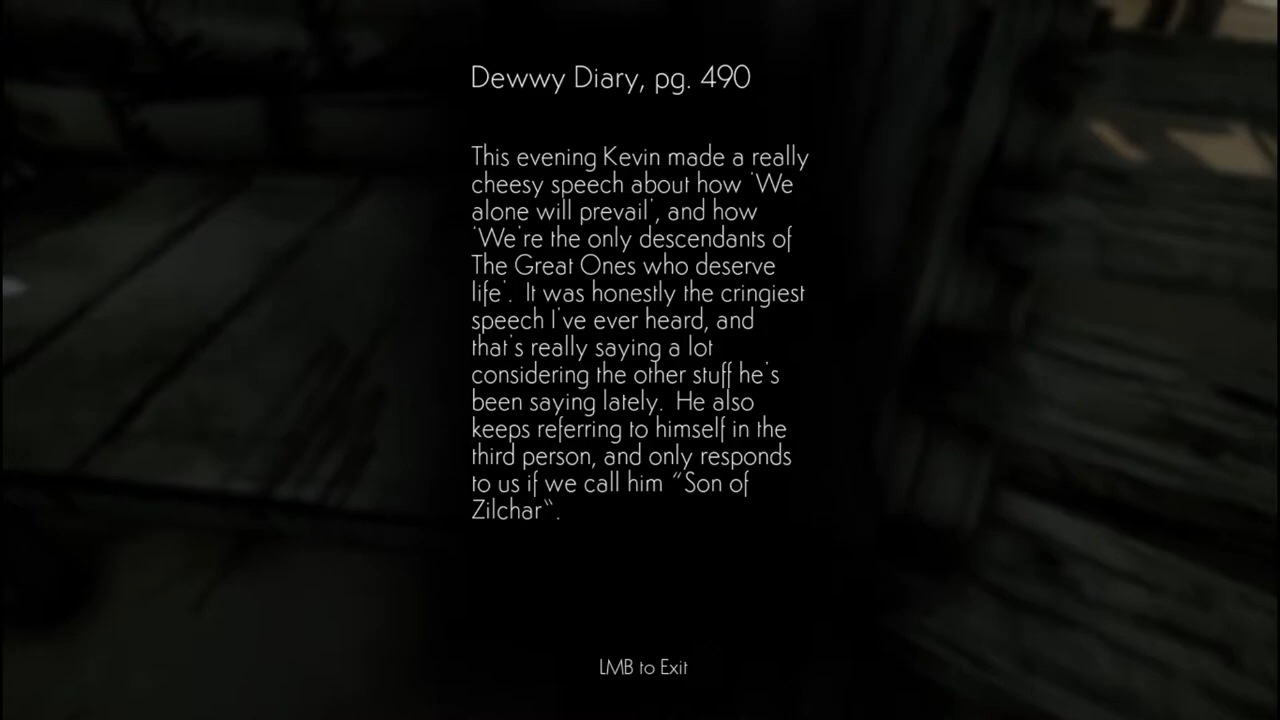 Dewwy Diary, pg. 490
This evening Kevin made a really
cheesy speech about how 'We
alone will prevail', and how
'We're the only descendants of
The Great Ones who deserve
life'.  It was honestly the cringiest
speech I've ever heard, and
that's really saying a lot
considering the other stuff he's
been saying lately.  He also
keeps referring to himself in the
third person, and only responds
to us if we call him "Son of
Zilchar".
LMB to Exit